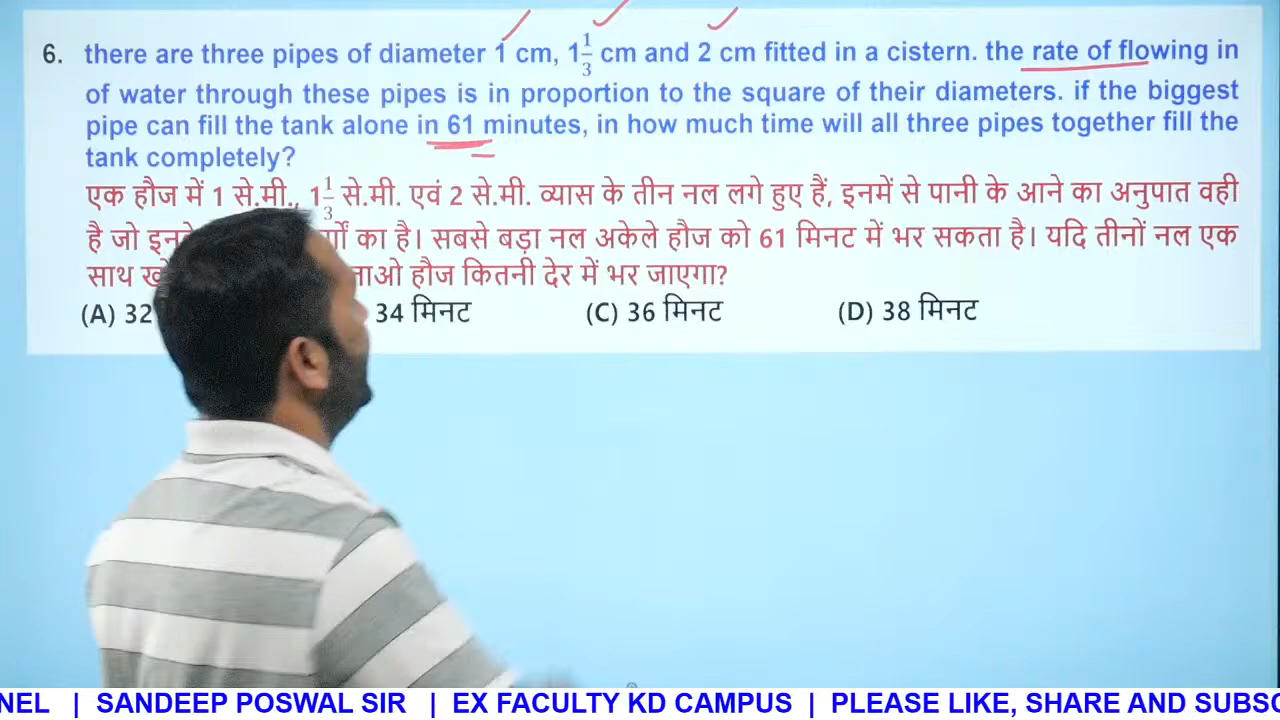 6. there are three pipes of diameter 1 cm, 1 1/3 cm and 2 cm fitted in a cistern. the rate of flowing in
of water through these pipes is in proportion to the square of their diameters. if the biggest
pipe can fill the tank alone in 61 minutes, in how much time will all three pipes together fill the
tank completely?
एक हौज में 1 से.मी., 1 1/3 से.मी. एवं 2 से.मी. व्यास के तीन नल लगे हुए हैं, इनमें से पानी के आने का अनुपात वही
है जो का है। सबसे बड़ा नल अकेले हौज को 61 मिनट में भर सकता है। यदि तीनों नल एक
साथ हौज कितनी देर में भर जाएगा?
(A) 32 34 मिनट (C) 36 मिनट (D) 38 मिनट
NEL | SANDEEP POSWAL SIR | EX FACULTY KD CAMPUS | PLEASE LIKE, SHARE AND